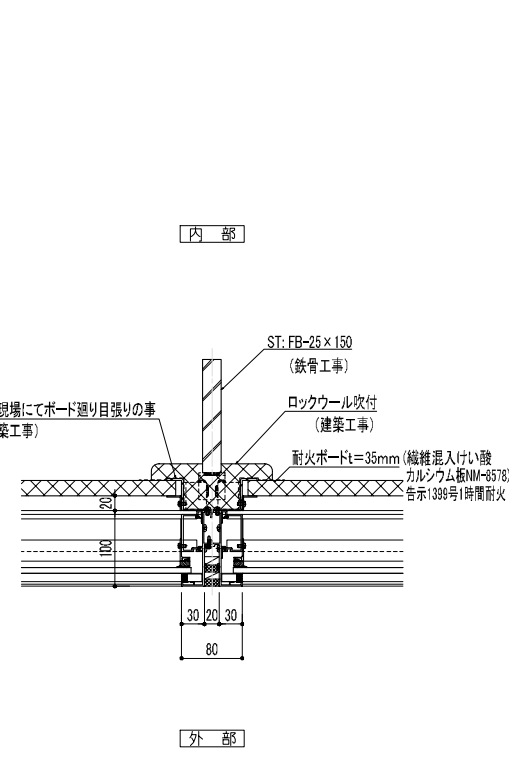 内 部
ST: FB-25×150
(鉄骨工事)
ロックウール吹付
(建築工事)
現場にてボード廻り目張りの事
築工事)
耐火ボードt=35mm(繊維混入けい酸
カルシウム板NM-8578)
告示1399号1時間耐火
20
100
30 20 30
80
外 部